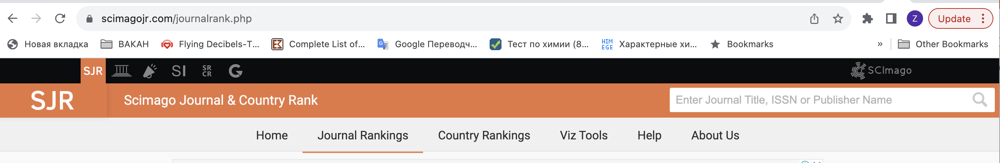 scimagojr.com/journalrank.php
Z
Update
Новая вкладка
ВАКАН
Flying Decibels-T...
Complete List of...
Google Переводч...
Тест по химии (8...
HIM
EGE
Характерные хи...
Bookmarks
»
Other Bookmarks
SJR
SI
SR
CR
G
SCImago
SJR
Scimago Journal & Country Rank
Enter Journal Title, ISSN or Publisher Name
Home
Journal Rankings
Country Rankings
Viz Tools
Help
About Us